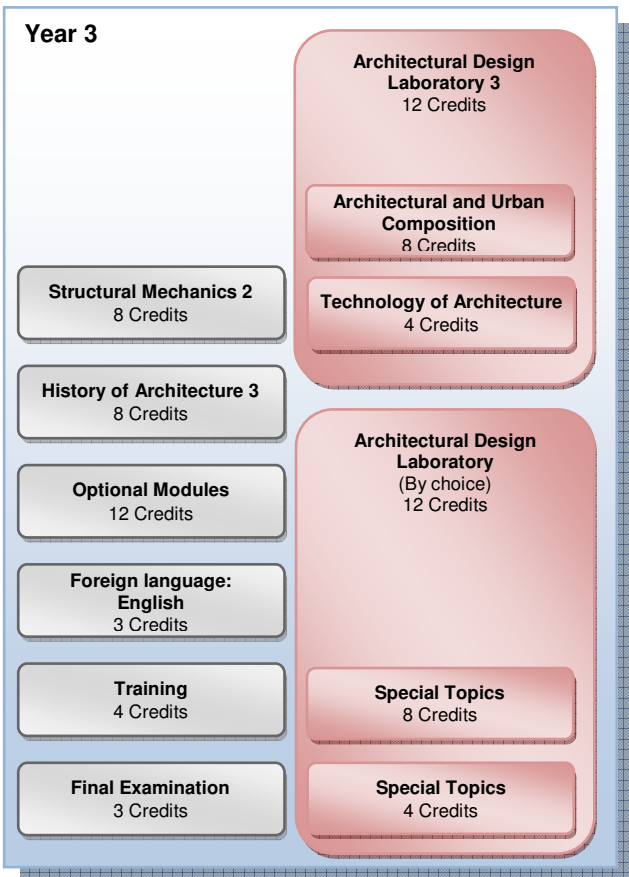 Year 3
Structural Mechanics 2
8 Credits
History of Architecture 3
8 Credits
Optional Modules
12 Credits
Foreign language:
English
3 Credits
Training
4 Credits
Final Examination
3 Credits
Architectural Design
Laboratory 3
12 Credits
Architectural and Urban
Composition
8 Credits
Technology of Architecture
4 Credits
Architectural Design
Laboratory
(By choice)
12 Credits
Special Topics
8 Credits
Special Topics
4 Credits